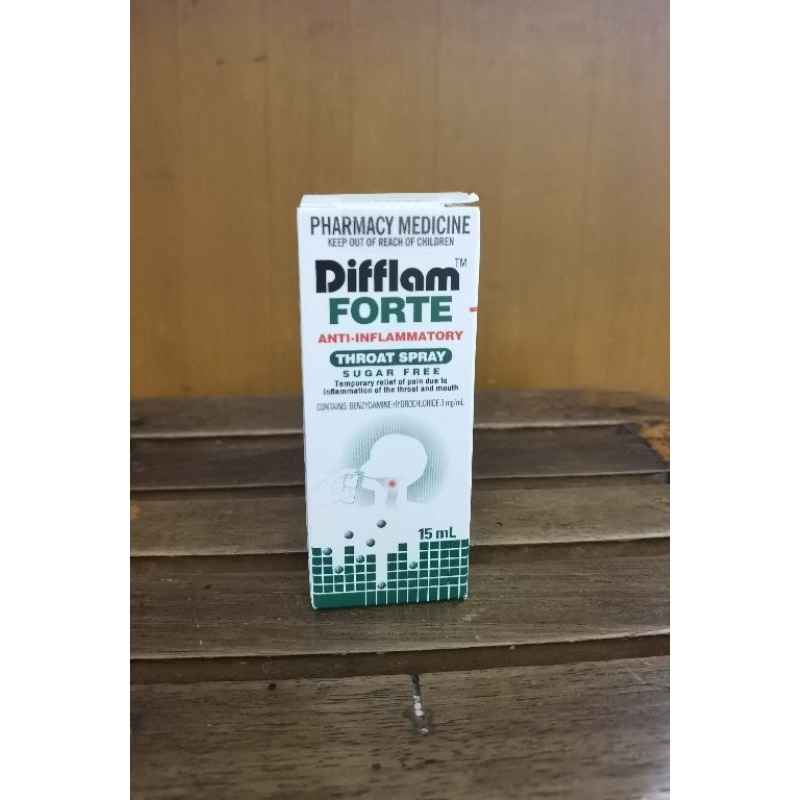 PHARMACY MEDICINE
KEEP OUT OF REACH OF CHILDREN
Difflam™
FORTE
ANTI-INFLAMMATORY
THROAT SPRAY
SUGAR FREE
Temporary relief of pain due to
inflammation of the throat and mouth
CONTAINS: BENZYDAMINE HYDROCHLORIDE 3 mg/mL
15 mL